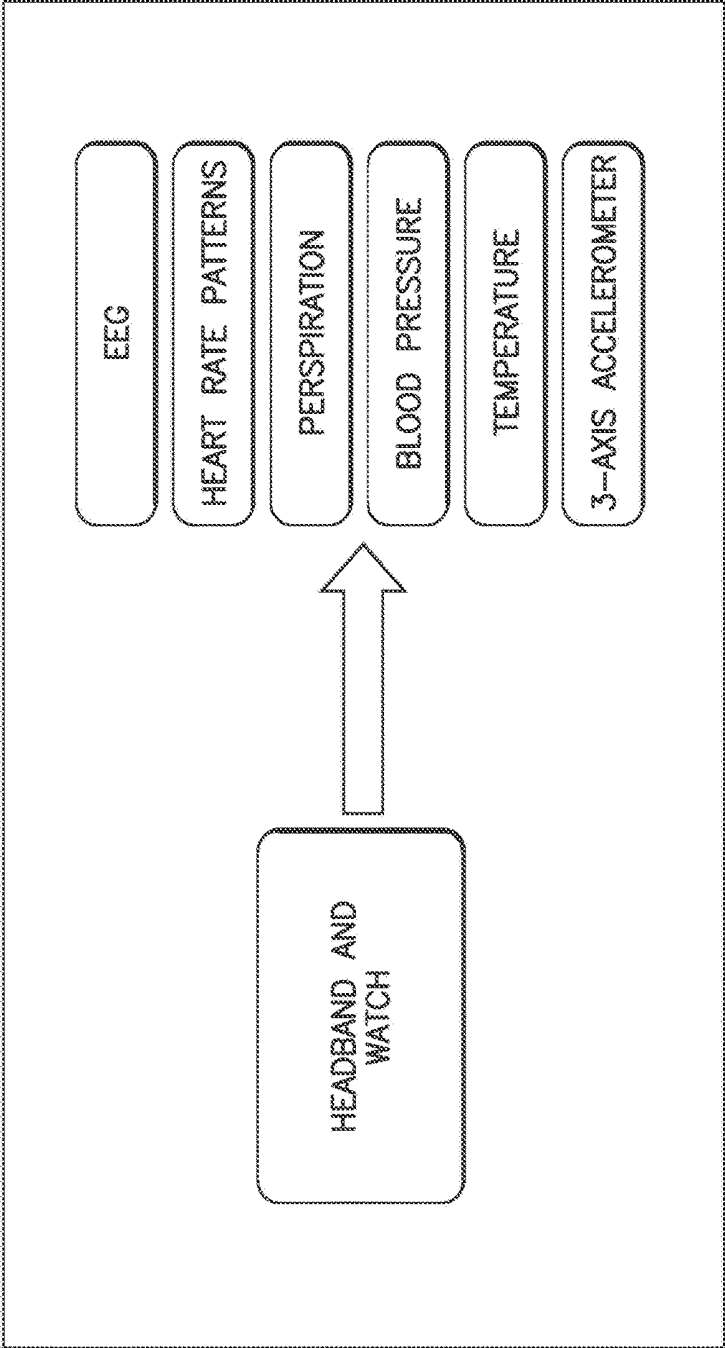 HEADBAND AND
WATCH
EEG
HEART RATE PATTERNS
PERSPIRATION
BLOOD PRESSURE
TEMPERATURE
3-AXIS ACCELEROMETER